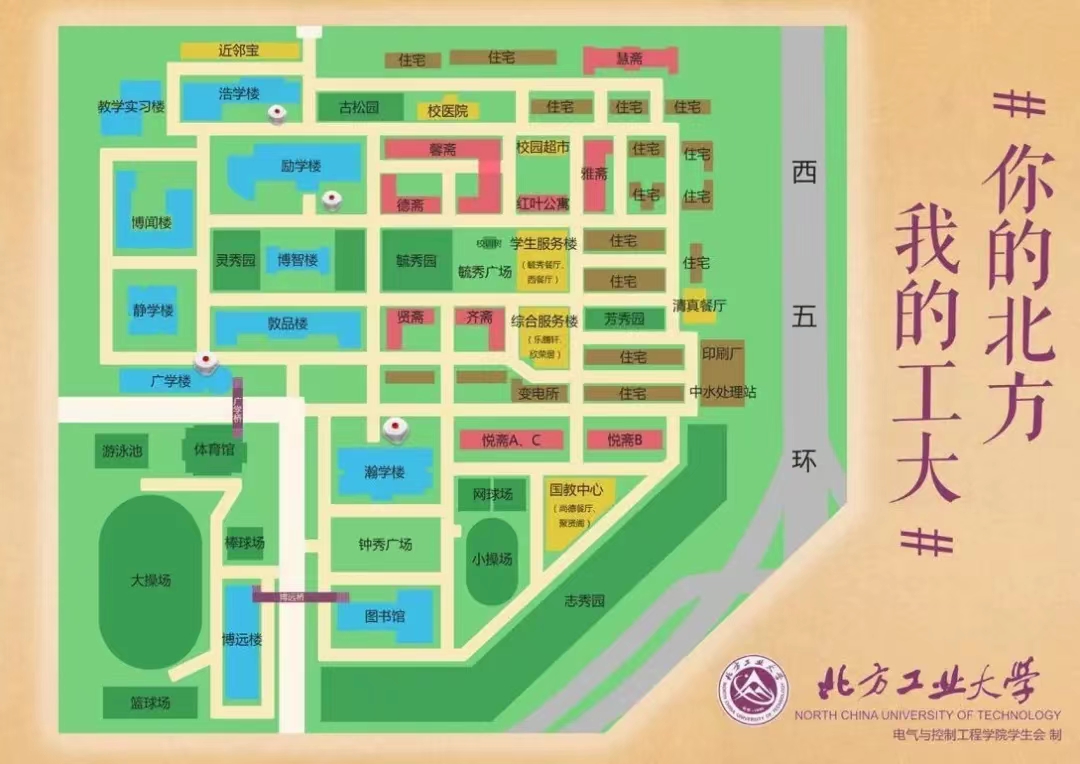 近邻宝
住宅
住宅
慧斋
教学实习楼
浩学楼
古松园
校医院
住宅
住宅
住宅
励学楼
馨斋
校园超市
雅斋
住宅
住宅
德斋
红叶公寓
住宅
住宅
博闻楼
灵秀园
博智楼
毓秀园
校训树
毓秀广场
学生服务楼
（毓秀餐厅、
西餐厅）
住宅
住宅
住宅
静学楼
敦品楼
贤斋
齐斋
综合服务楼
（乐腾轩、
欣荣居）
芳秀园
清真餐厅
住宅
印刷厂
广学楼
广学桥
变电所
住宅
中水处理站
游泳池
体育馆
悦斋A、C
悦斋B
瀚学楼
网球场
国教中心
（尚德餐厅、
聚贤阁）
棒球场
钟秀广场
小操场
大操场
博远桥
志秀园
博远楼
图书馆
篮球场
西
五
环
#你的北方
我的工大#
北方工业大学
NORTH CHINA UNIVERSITY OF TECHNOLOGY
电气与控制工程学院学生会 制